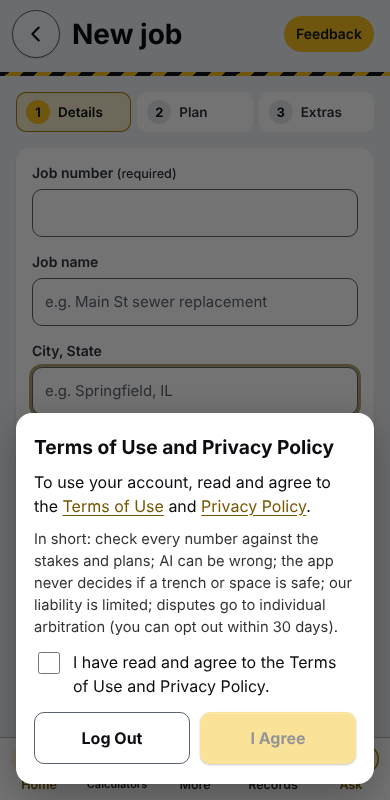 New job
Feedback
1 Details
2 Plan
3 Extras
Job number (required)
Job name
e.g. Main St sewer replacement
City, State
e.g. Springfield, IL
Terms of Use and Privacy Policy
To use your account, read and agree to
the Terms of Use and Privacy Policy.
In short: check every number against the
stakes and plans; AI can be wrong; the app
never decides if a trench or space is safe; our
liability is limited; disputes go to individual
arbitration (you can opt out within 30 days).
I have read and agree to the Terms
of Use and Privacy Policy.
Log Out
I Agree
Home
Calculators
More
Records
Ask